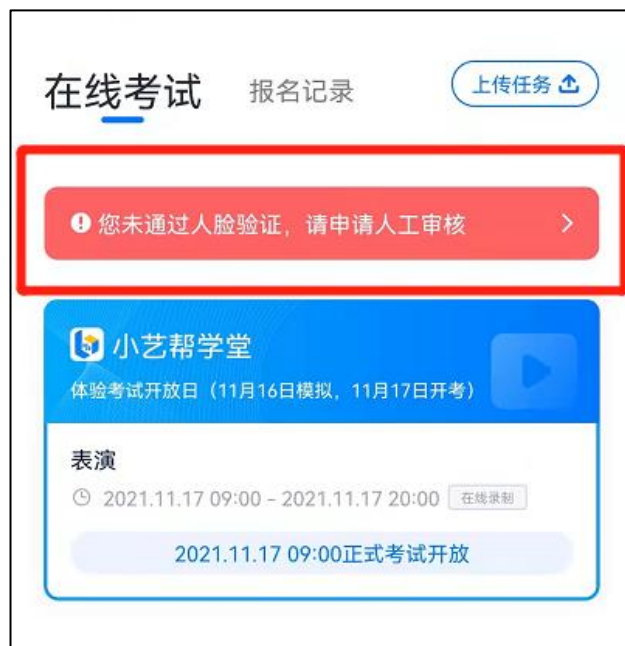 在线考试 报名记录 上传任务
您未通过人脸验证，请申请人工审核
小艺帮学堂
体验考试开放日（11月16日模拟，11月17日开考）
表演
2021.11.17 09:00 - 2021.11.17 20:00 在线录制
2021.11.17 09:00正式考试开放